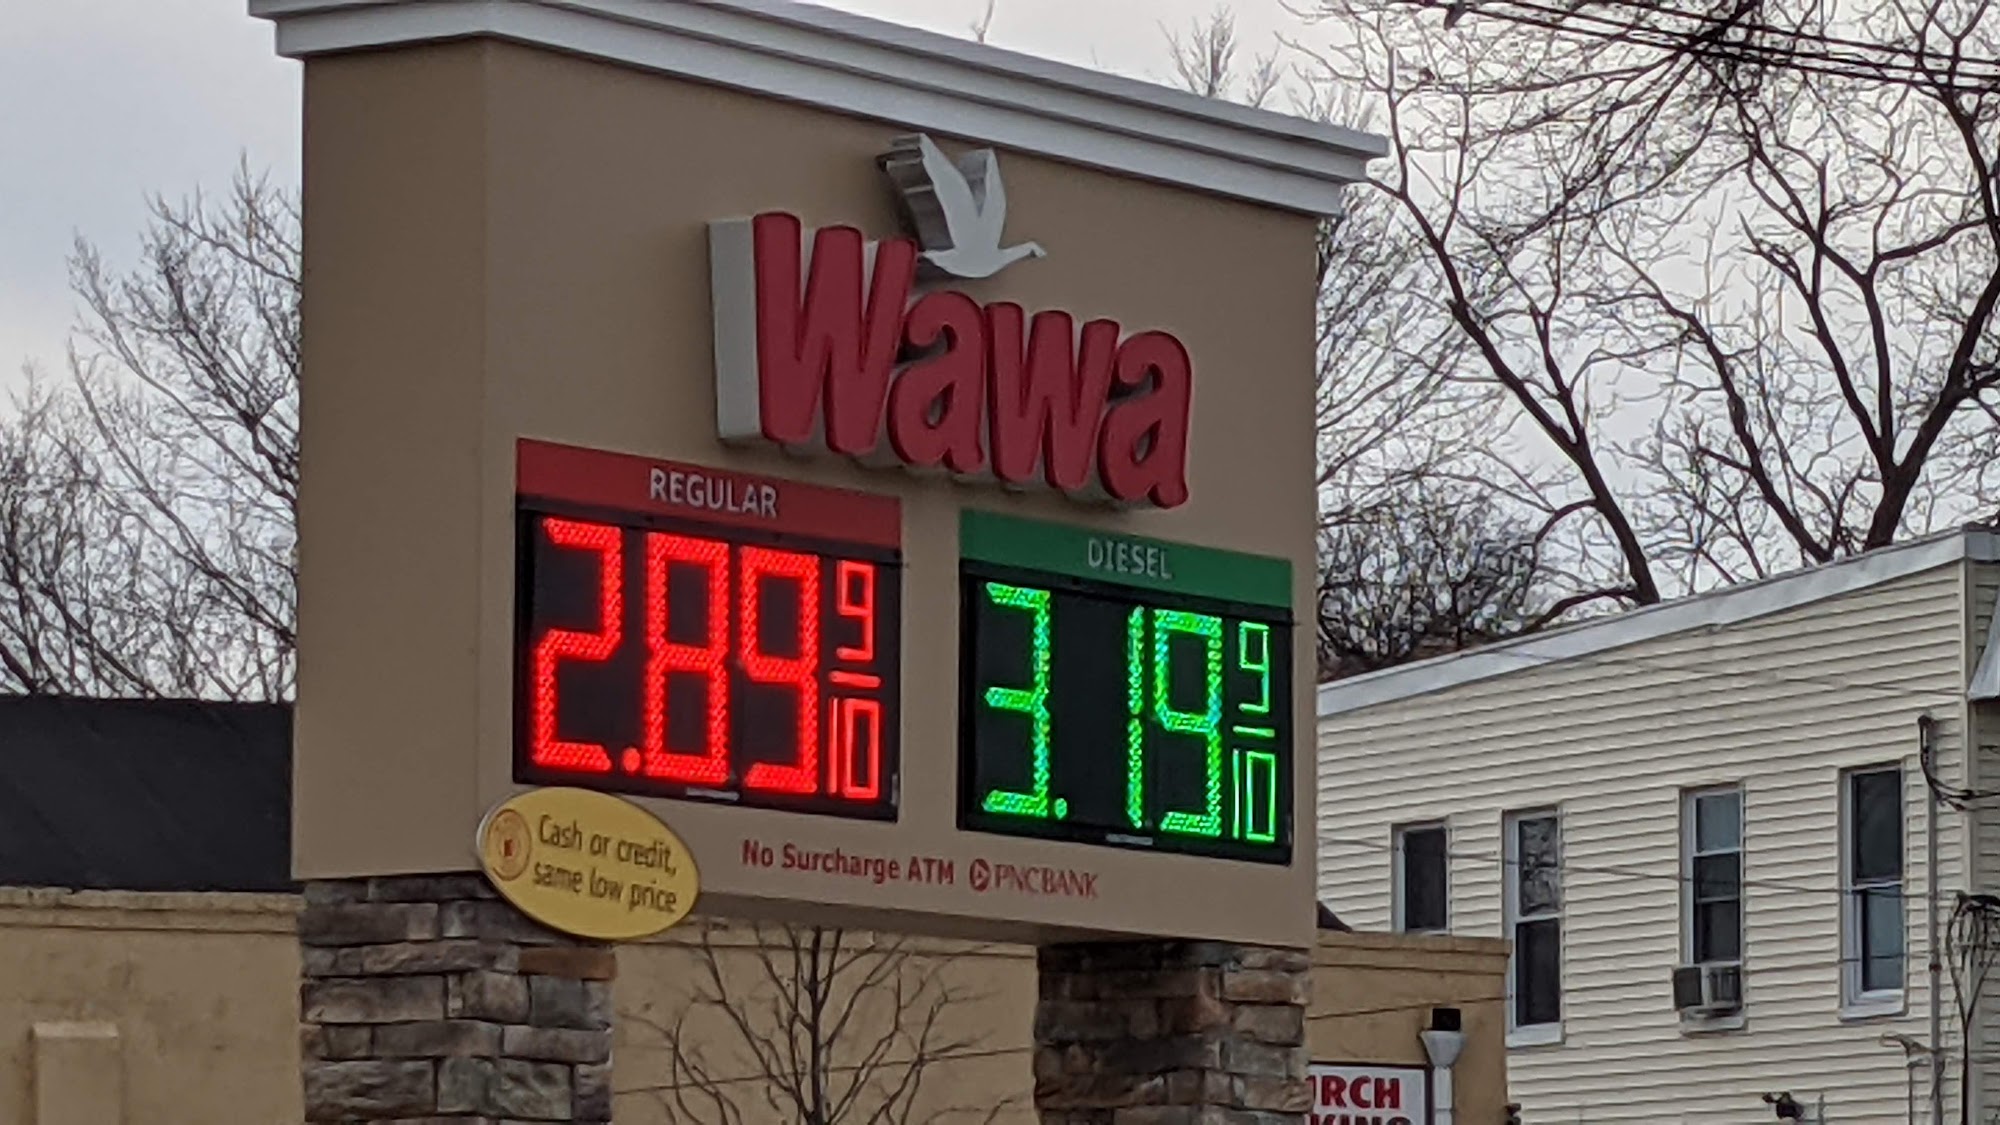 Wawa
REGULAR
2.89 9/10
DIESEL
3.19 9/10
Cash or credit,
same low price
No Surcharge ATM PNCBANK